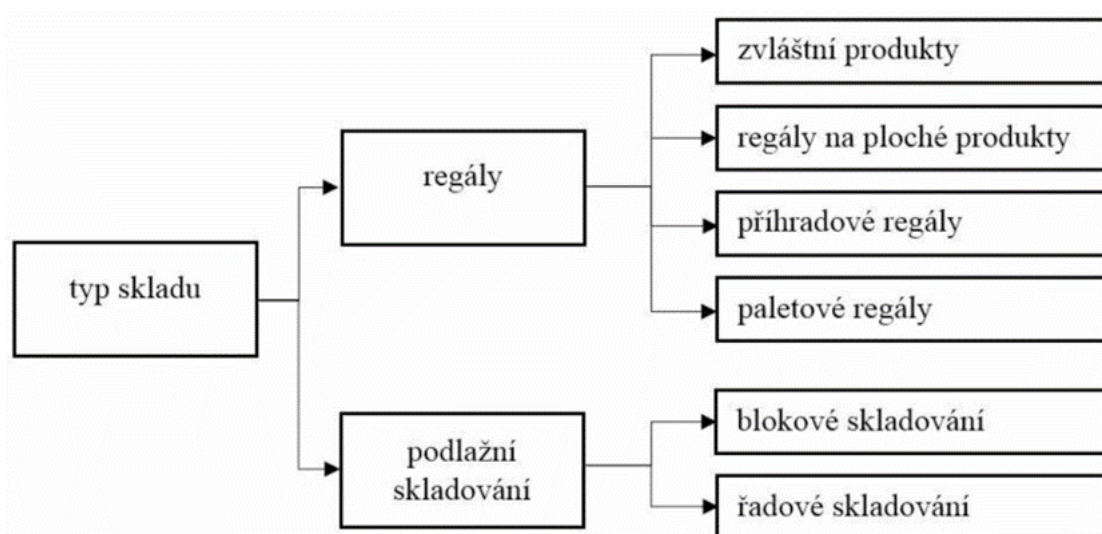 zvláštní produkty
regály na ploché produkty
regály
příhradové regály
typ skladu
paletové regály
blokové skladování
podlažní
skladování
řadové skladování